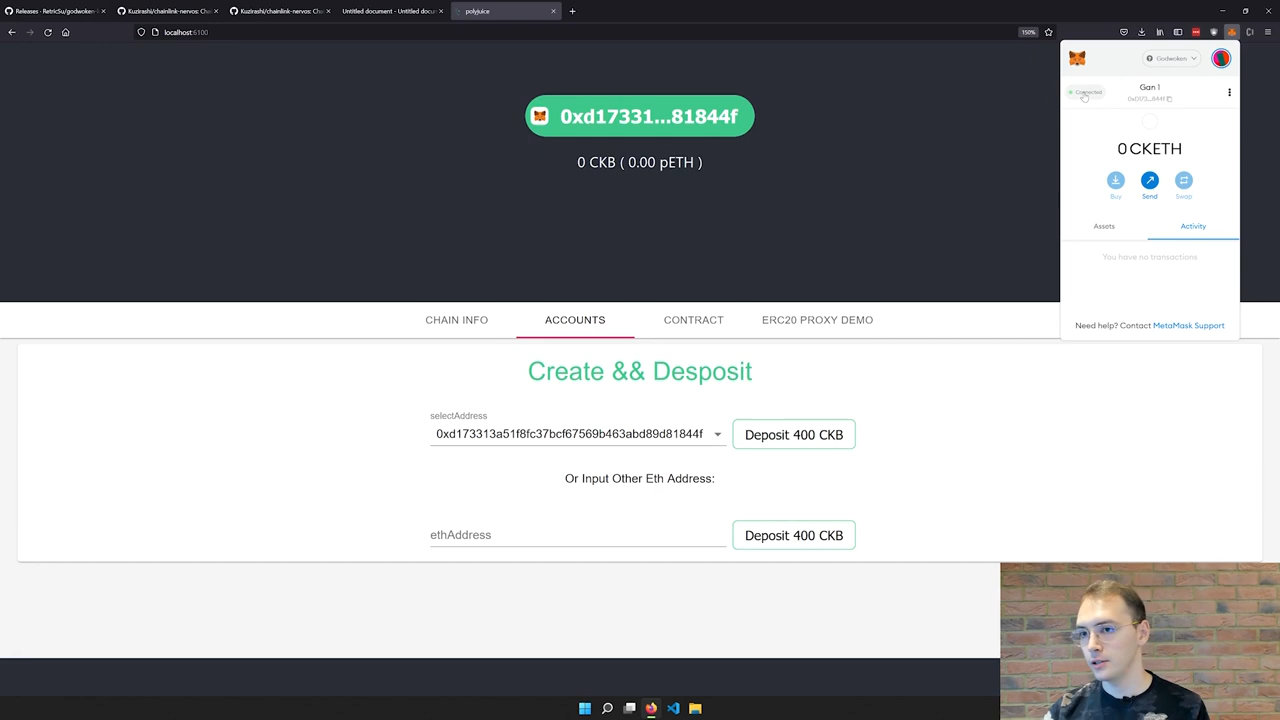 Releases · RetricSu/godwoken-
Kuzirashi/chainlink-nervos: Cha
Kuzirashi/chainlink-nervos: Cha
Untitled document - Untitled docu
polyjuice
localhost:6100
150%
Godwoken
Connected
Gan 1
0xD173...844f
0xd17331...81844f
0 CKB ( 0.00 pETH )
0 CKETH
Buy
Send
Swap
Assets
Activity
You have no transactions
Need help? Contact MetaMask Support
CHAIN INFO
ACCOUNTS
CONTRACT
ERC20 PROXY DEMO
Create && Desposit
selectAddress
0xd173313a51f8fc37bcf67569b463abd89d81844f
Deposit 400 CKB
Or Input Other Eth Address:
ethAddress
Deposit 400 CKB